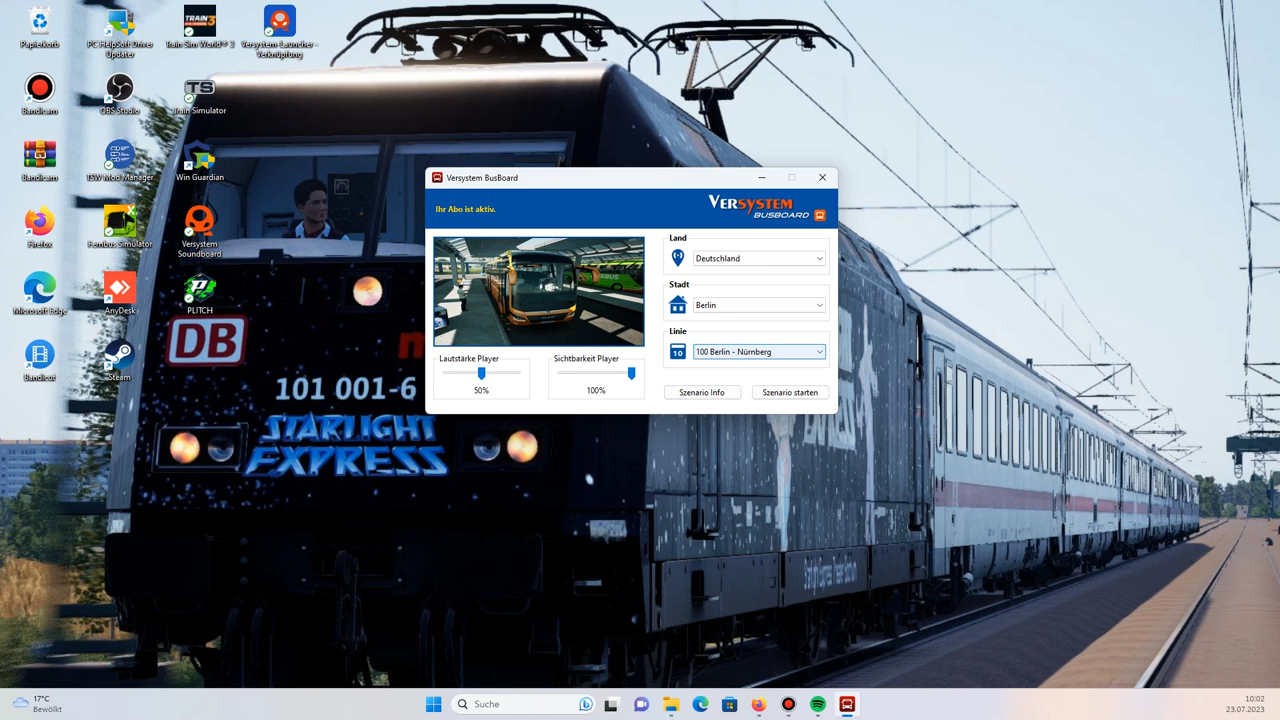 Papierkorb
PC HelpSoft Driver
Updater
Train Sim World® 3
Versystem-Launcher -
Verknüpfung
Bandicam
OBS Studio
TS
Train Simulator
Bandicam
TSW Mod Manager
Win Guardian
Firefox
Fernbus Simulator
Versystem
Soundboard
Microsoft Edge
AnyDesk
PLITCH
Bandicut
Steam
DB
101 001-6
STARLIGHT
EXPRESS
Versystem BusBoard
Ihr Abo ist aktiv.
VERSYSTEM
BUSBOARD
Land
Deutschland
Stadt
Berlin
Linie
10
100 Berlin - Nürnberg
Lautstärke Player
50%
Sichtbarkeit Player
100%
Szenario Info
Szenario starten
17°C
Bewölkt
Suche
10:02
23.07.2023